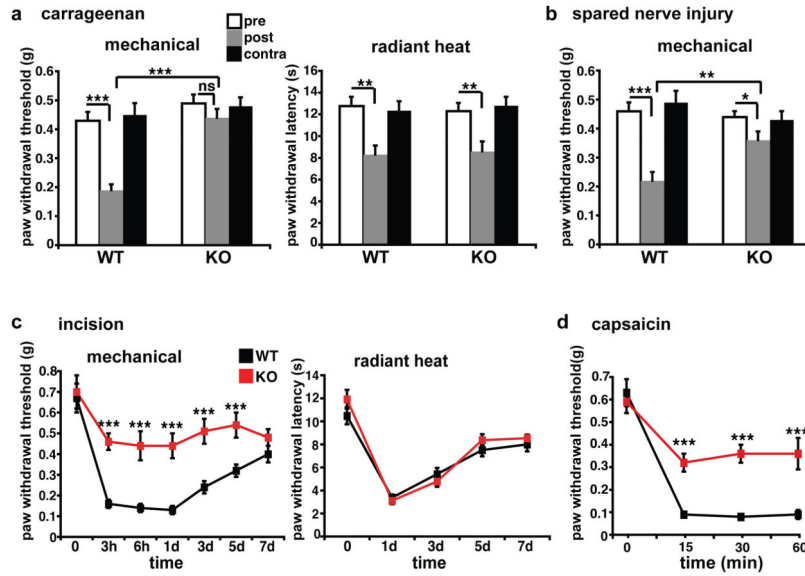 a carrageenan
pre
post
contra
mechanical
paw withdrawal threshold (g)
0.6
0.5
0.4
0.3
0.2
0.1
0
***
***
ns
WT KO
radiant heat
paw withdrawal latency (s)
18
16
14
12
10
8
6
4
2
0
**
**
WT KO
b spared nerve injury
mechanical
paw withdrawal threshold (g)
0.6
0.5
0.4
0.3
0.2
0.1
0
***
**
*
WT KO
c incision
mechanical
WT
KO
paw withdrawal threshold (g)
0.8
0.7
0.6
0.5
0.4
0.3
0.2
0.1
0
*** *** *** *** ***
0 3h 6h 1d 3d 5d 7d
time
radiant heat
paw withdrawal latency (s)
14
12
10
8
6
4
2
0
0 1d 3d 5d 7d
time
d capsaicin
paw withdrawal threshold(g)
0.7
0.6
0.5
0.4
0.3
0.2
0.1
0
*** *** ***
0 15 30 60
time (min)